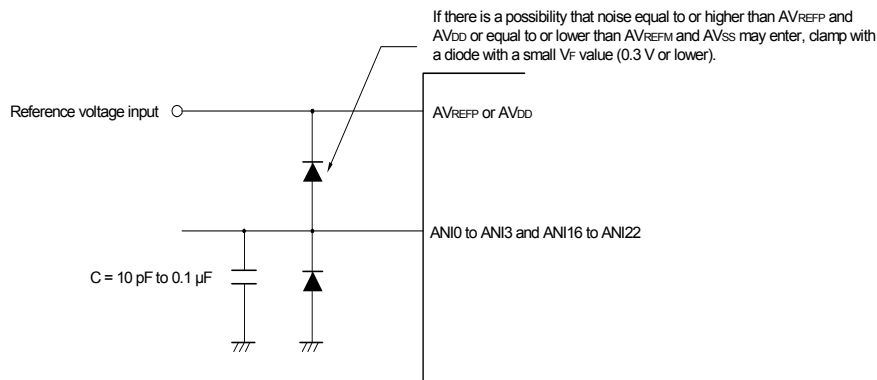 If there is a possibility that noise equal to or higher than AVREFP and
AVDD or equal to or lower than AVREFM and AVSS may enter, clamp with
a diode with a small VF value (0.3 V or lower).
Reference voltage input
AVREFP or AVDD
ANI0 to ANI3 and ANI16 to ANI22
C = 10 pF to 0.1 μF